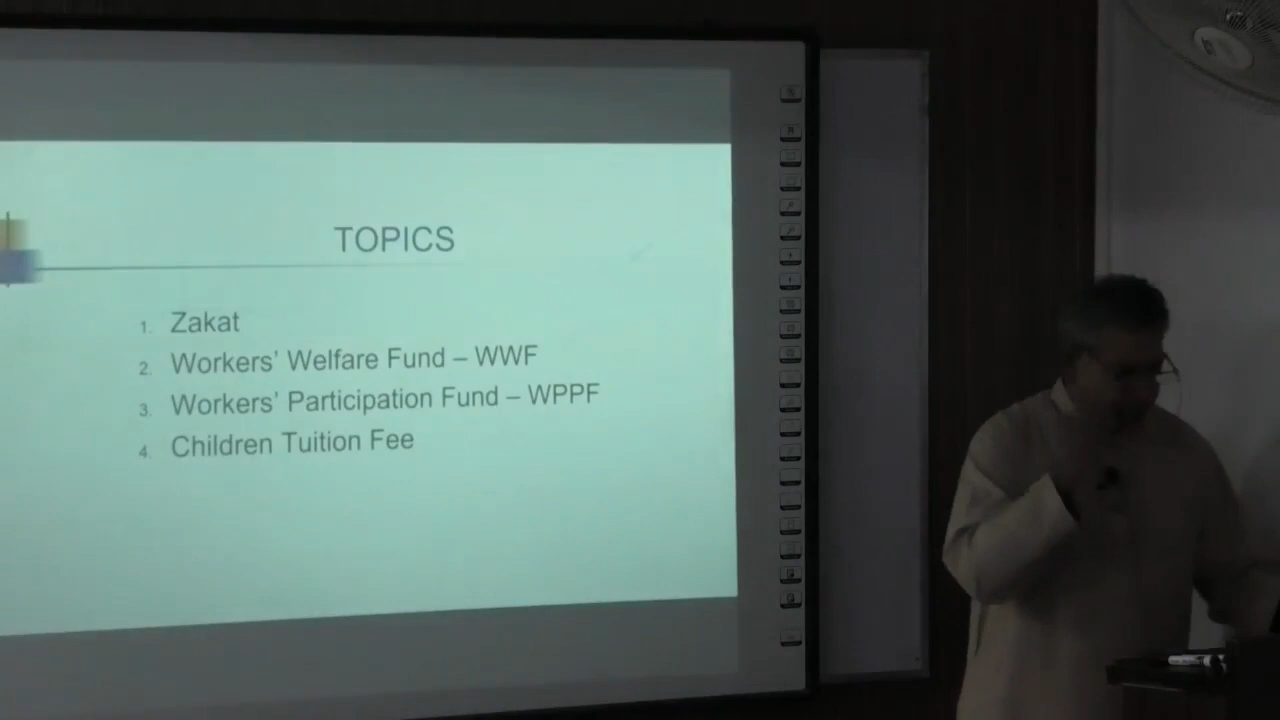 TOPICS
1. Zakat
2. Workers' Welfare Fund – WWF
3. Workers' Participation Fund – WPPF
4. Children Tuition Fee